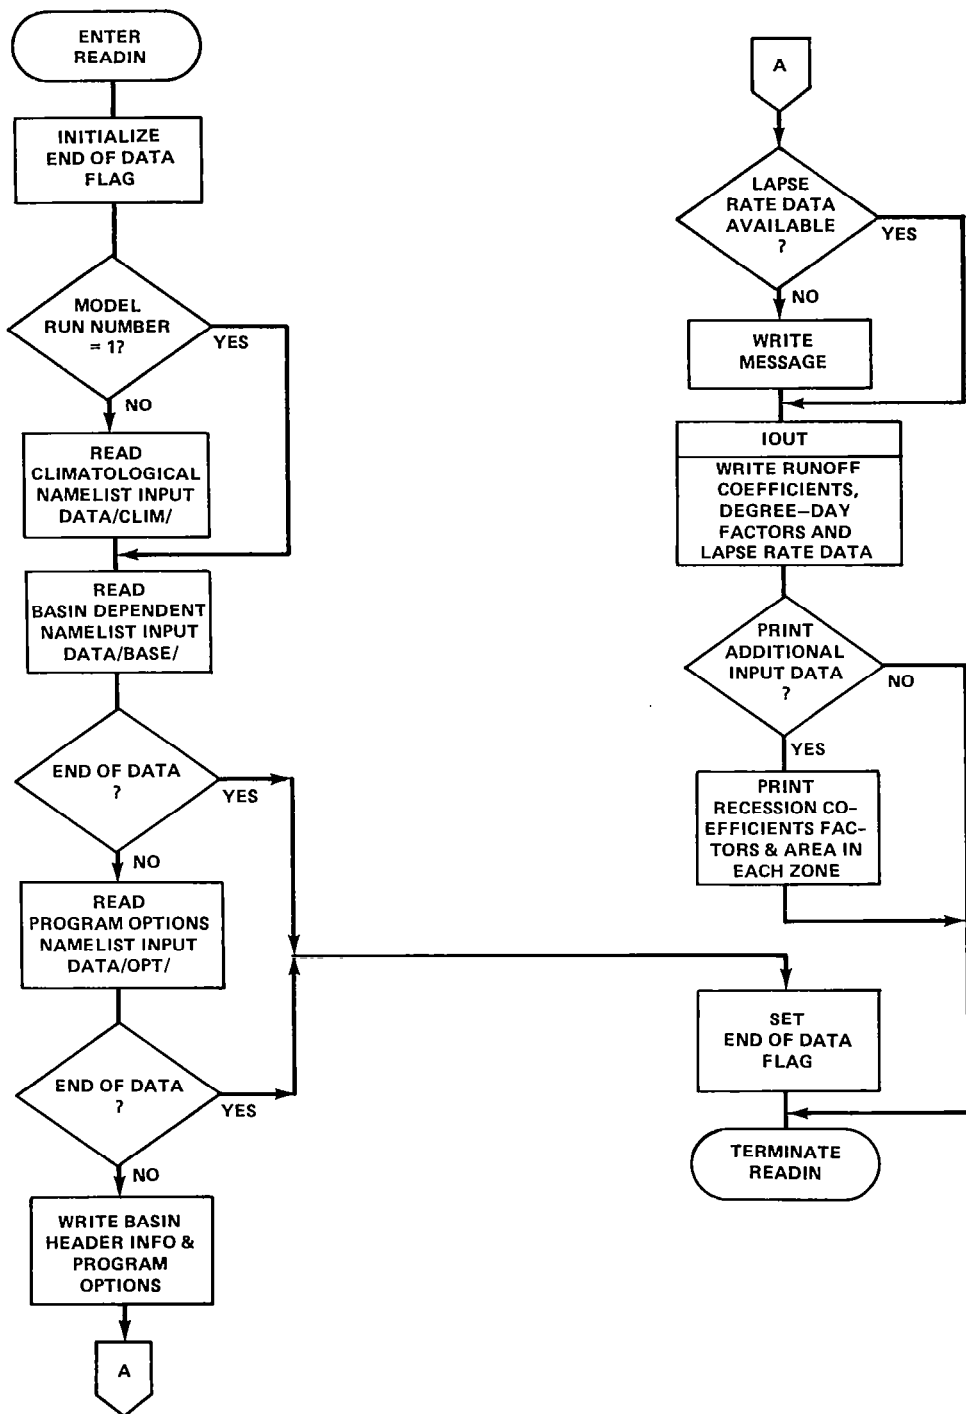 ENTER
READIN
INITIALIZE
END OF DATA
FLAG
MODEL
RUN NUMBER
= 1?
YES
NO
READ
CLIMATOLOGICAL
NAMELIST INPUT
DATA/CLIM/
READ
BASIN DEPENDENT
NAMELIST INPUT
DATA/BASE/
END OF DATA
?
YES
NO
READ
PROGRAM OPTIONS
NAMELIST INPUT
DATA/OPT/
END OF DATA
?
YES
NO
WRITE BASIN
HEADER INFO &
PROGRAM
OPTIONS
A
A
LAPSE
RATE DATA
AVAILABLE
?
YES
NO
WRITE
MESSAGE
IOUT
WRITE RUNOFF
COEFFICIENTS,
DEGREE–DAY
FACTORS AND
LAPSE RATE DATA
PRINT
ADDITIONAL
INPUT DATA
?
NO
YES
PRINT
RECESSION CO-
EFFICIENTS FAC-
TORS & AREA IN
EACH ZONE
SET
END OF DATA
FLAG
TERMINATE
READIN